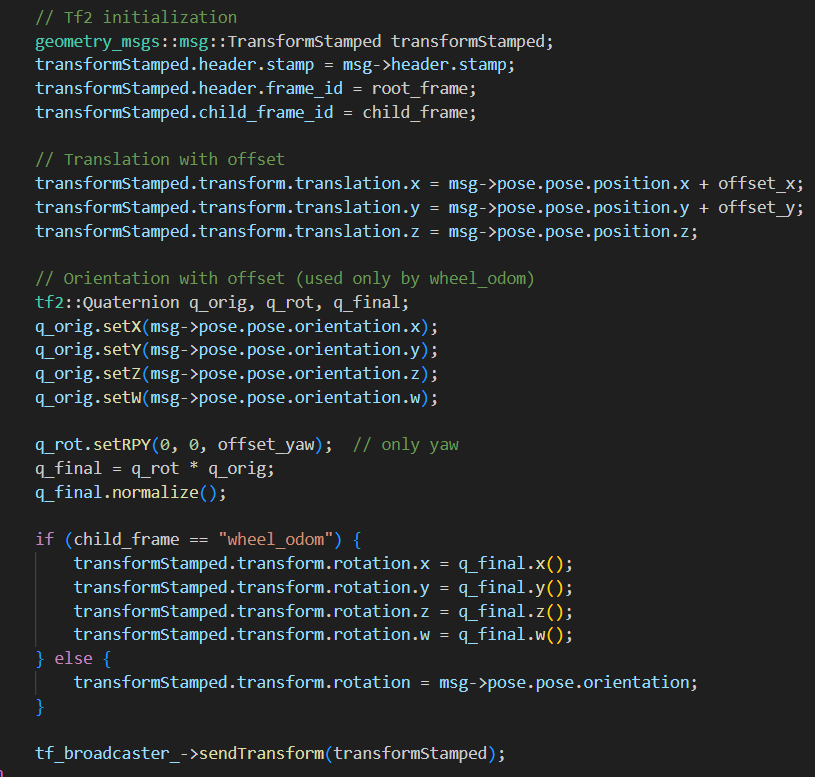 // Tf2 initialization
geometry_msgs::msg::TransformStamped transformStamped;
transformStamped.header.stamp = msg->header.stamp;
transformStamped.header.frame_id = root_frame;
transformStamped.child_frame_id = child_frame;

// Translation with offset
transformStamped.transform.translation.x = msg->pose.pose.position.x + offset_x;
transformStamped.transform.translation.y = msg->pose.pose.position.y + offset_y;
transformStamped.transform.translation.z = msg->pose.pose.position.z;

// Orientation with offset (used only by wheel_odom)
tf2::Quaternion q_orig, q_rot, q_final;
q_orig.setX(msg->pose.pose.orientation.x);
q_orig.setY(msg->pose.pose.orientation.y);
q_orig.setZ(msg->pose.pose.orientation.z);
q_orig.setW(msg->pose.pose.orientation.w);

q_rot.setRPY(0, 0, offset_yaw);  // only yaw
q_final = q_rot * q_orig;
q_final.normalize();

if (child_frame == "wheel_odom") {
    transformStamped.transform.rotation.x = q_final.x();
    transformStamped.transform.rotation.y = q_final.y();
    transformStamped.transform.rotation.z = q_final.z();
    transformStamped.transform.rotation.w = q_final.w();
} else {
    transformStamped.transform.rotation = msg->pose.pose.orientation;
}

tf_broadcaster_->sendTransform(transformStamped);